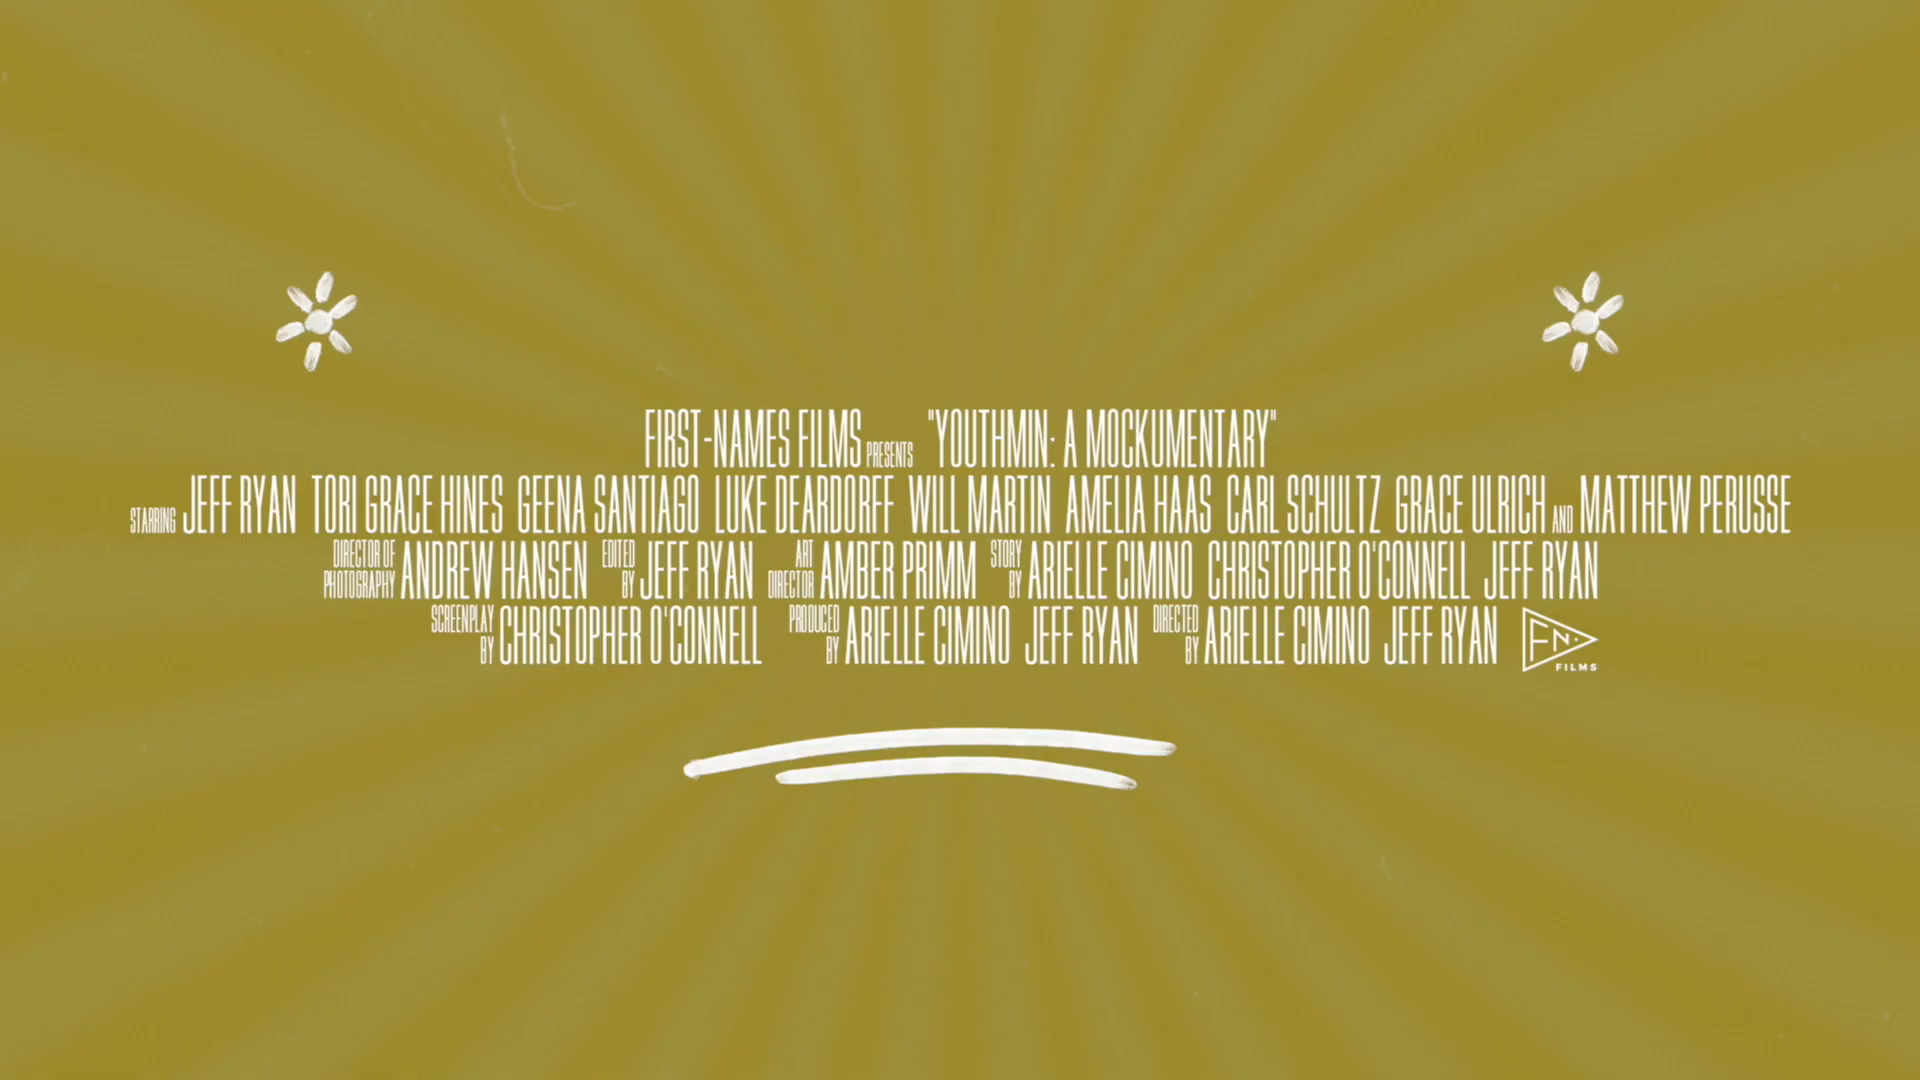 FIRST-NAMES FILMS PRESENTS "YOUTHMIN: A MOCKUMENTARY"
STARRING JEFF RYAN TORI GRACE HINES GEENA SANTIAGO LUKE DEARDORFF WILL MARTIN AMELIA HAAS CARL SCHULTZ GRACE ULRICH AND MATTHEW PERUSSE
DIRECTOR OF PHOTOGRAPHY ANDREW HANSEN EDITED BY JEFF RYAN ART DIRECTOR AMBER PRIMM STORY BY ARIELLE CIMINO CHRISTOPHER O'CONNELL JEFF RYAN
SCREENPLAY BY CHRISTOPHER O'CONNELL PRODUCED BY ARIELLE CIMINO JEFF RYAN DIRECTED BY ARIELLE CIMINO JEFF RYAN
FN.
FILMS